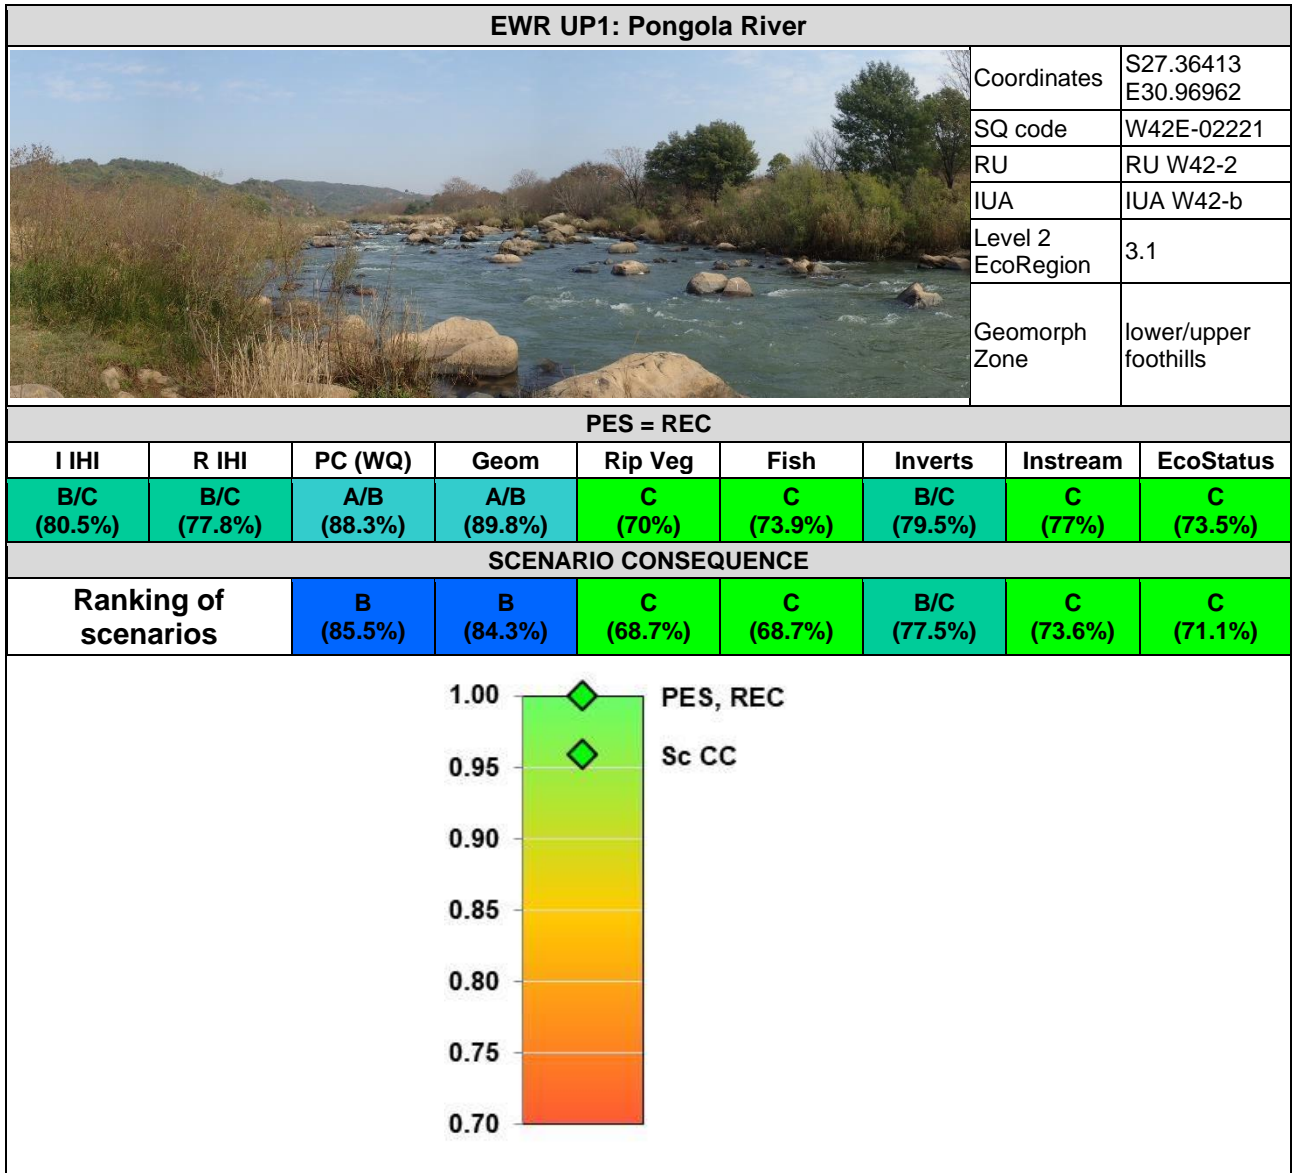 EWR UP1: Pongola River
Coordinates
S27.36413
E30.96962
SQ code
W42E-02221
RU
RU W42-2
IUA
IUA W42-b
Level 2
EcoRegion
3.1
Geomorph
Zone
lower/upper
foothills
PES = REC
I IHI R IHI PC (WQ) Geom Rip Veg Fish Inverts Instream EcoStatus
B/C B/C A/B A/B C C B/C C C
(80.5%) (77.8%) (88.3%) (89.8%) (70%) (73.9%) (79.5%) (77%) (73.5%)
SCENARIO CONSEQUENCE
Ranking of
scenarios
B B C C B/C C C
(85.5%) (84.3%) (68.7%) (68.7%) (77.5%) (73.6%) (71.1%)
1.00 PES, REC
Sc CC
0.95
0.90
0.85
0.80
0.75
0.70